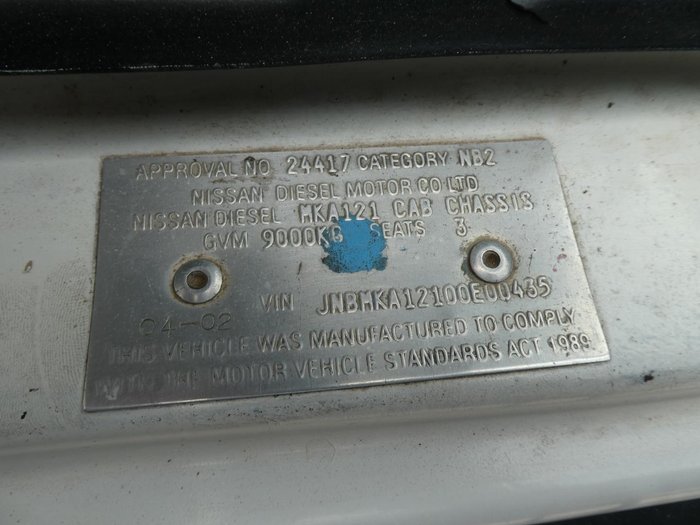 APPROVAL NO 24417 CATEGORY NB2
NISSAN DIESEL MOTOR CO LTD
NISSAN DIESEL MKA121 CAB CHASSIS
GVM 9000KG SEATS 3
VIN JNBMKA12100E00435
04-02
THIS VEHICLE WAS MANUFACTURED TO COMPLY
WITH THE MOTOR VEHICLE STANDARDS ACT 1989